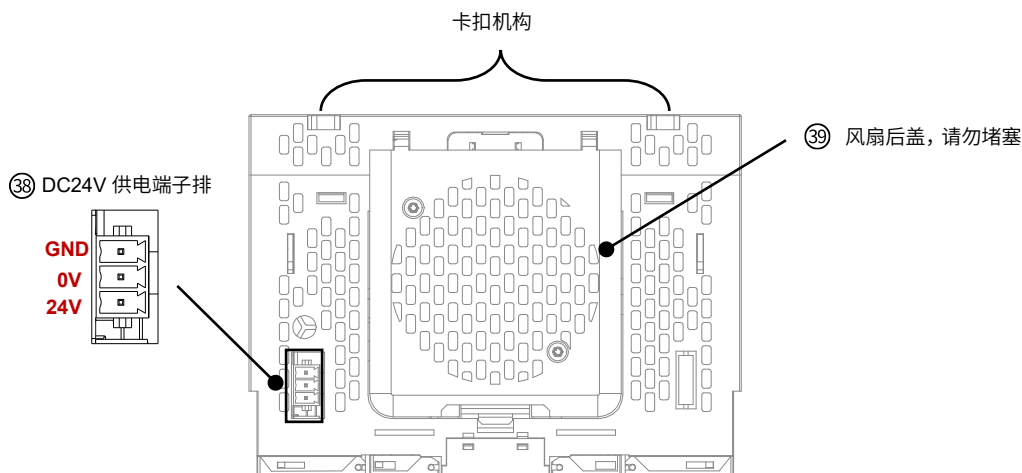 卡扣机构
㊴ 风扇后盖，请勿堵塞
㊳ DC24V 供电端子排
GND
0V
24V